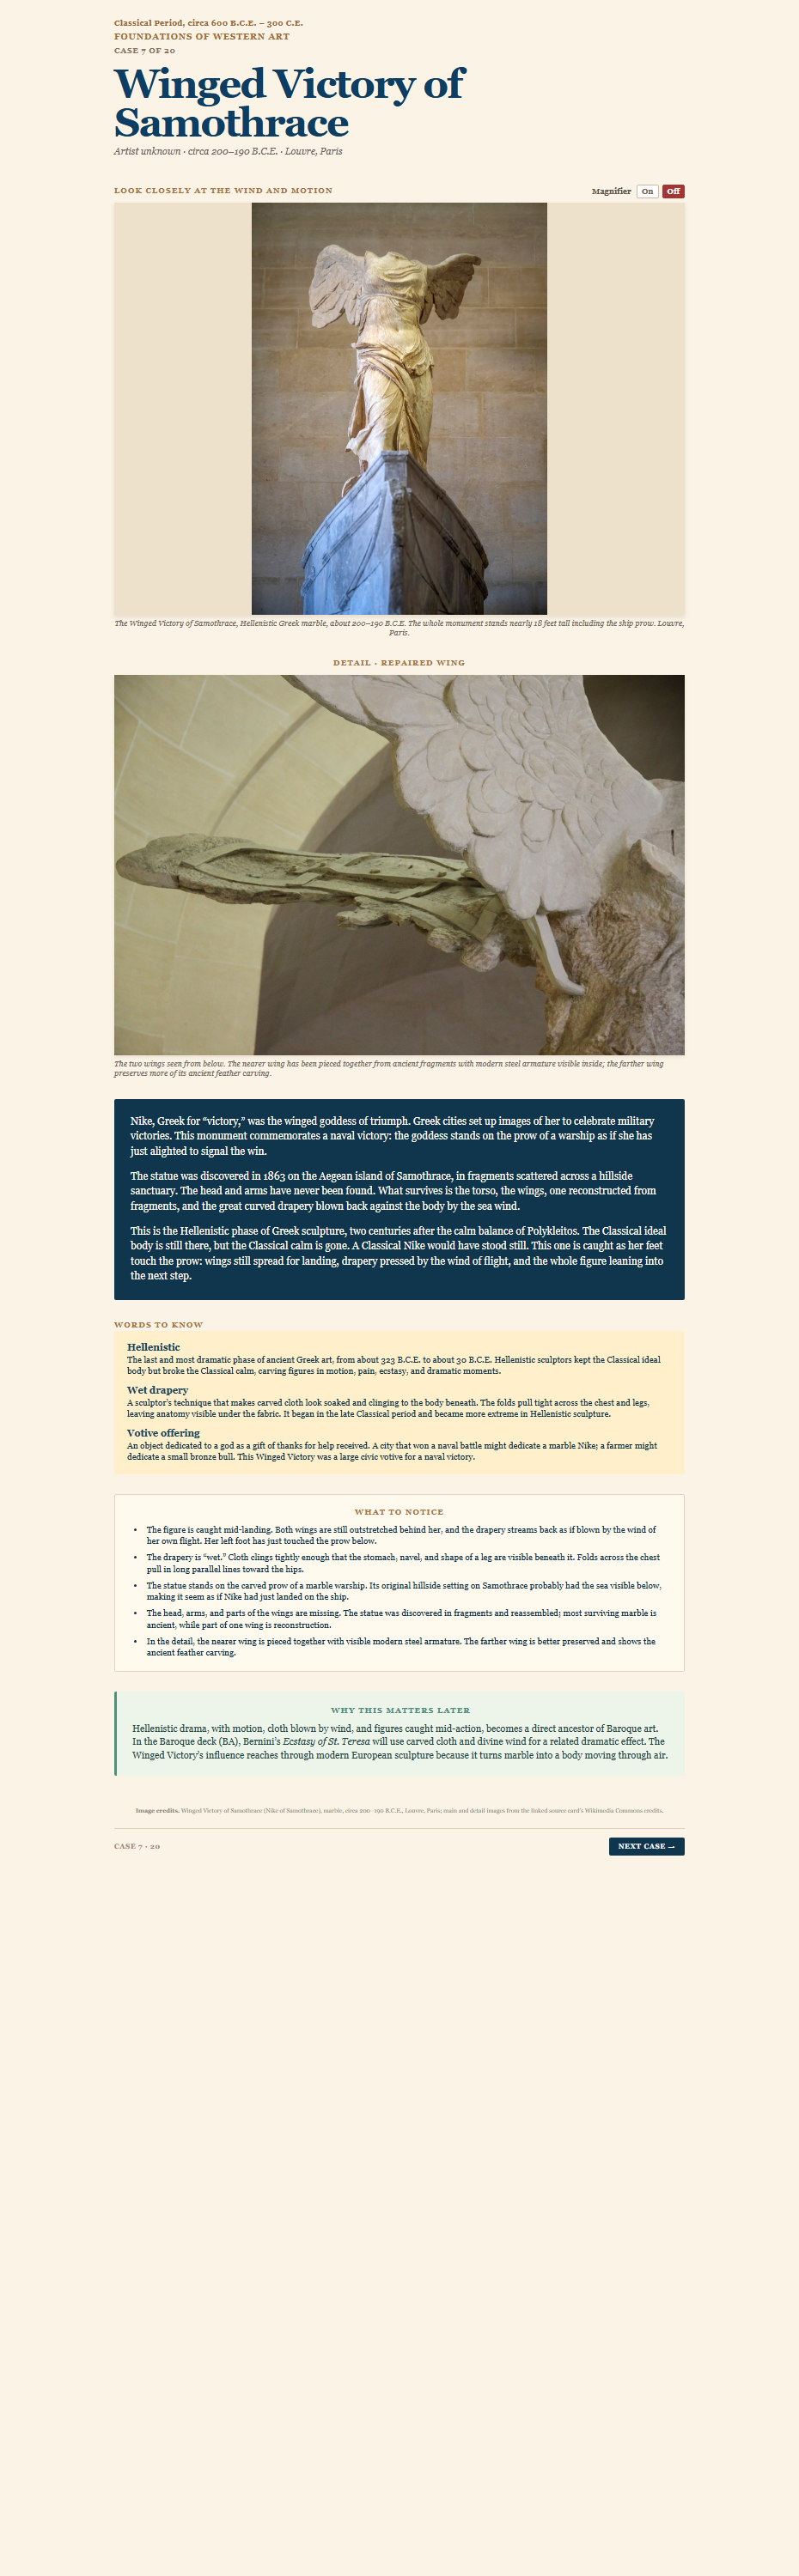 Classical Period, circa 600 B.C.E. – 300 C.E.
FOUNDATIONS OF WESTERN ART
CASE 7 OF 20
Winged Victory of
Samothrace
Artist unknown · circa 200–190 B.C.E. · Louvre, Paris
LOOK CLOSELY AT THE WIND AND MOTION
Magnifier On Off
The Winged Victory of Samothrace, Hellenistic Greek marble, about 200–190 B.C.E. The whole monument stands nearly 18 feet tall including the ship prow. Louvre,
Paris.
DETAIL · REPAIRED WING
The two wings seen from below. The nearer wing has been pieced together from ancient fragments with modern steel armature visible inside; the farther wing
preserves more of its ancient feather carving.
Nike, Greek for “victory,” was the winged goddess of triumph. Greek cities set up images of her to celebrate military
victories. This monument commemorates a naval victory: the goddess stands on the prow of a warship as if she has
just alighted to signal the win.
The statue was discovered in 1863 on the Aegean island of Samothrace, in fragments scattered across a hillside
sanctuary. The head and arms have never been found. What survives is the torso, the wings, one reconstructed from
fragments, and the great curved drapery blown back against the body by the sea wind.
This is the Hellenistic phase of Greek sculpture, two centuries after the calm balance of Polykleitos. The Classical ideal
body is still there, but the Classical calm is gone. A Classical Nike would have stood still. This one is caught as her feet
touch the prow: wings still spread for landing, drapery pressed by the wind of flight, and the whole figure leaning into
the next step.
WORDS TO KNOW
Hellenistic
The last and most dramatic phase of ancient Greek art, from about 323 B.C.E. to about 30 B.C.E. Hellenistic sculptors kept the Classical ideal
body but broke the Classical calm, carving figures in motion, pain, ecstasy, and dramatic moments.
Wet drapery
A sculptor’s technique that makes carved cloth look soaked and clinging to the body beneath. The folds pull tight across the chest and legs,
leaving anatomy visible under the fabric. It began in the late Classical period and became more extreme in Hellenistic sculpture.
Votive offering
An object dedicated to a god as a gift of thanks for help received. A city that won a naval battle might dedicate a marble Nike; a farmer might
dedicate a small bronze bull. This Winged Victory was a large civic votive for a naval victory.
WHAT TO NOTICE
• The figure is caught mid-landing. Both wings are still outstretched behind her, and the drapery streams back as if blown by the wind of
her own flight. Her left foot has just touched the prow below.
• The drapery is “wet.” Cloth clings tightly enough that the stomach, navel, and shape of a leg are visible beneath it. Folds across the chest
pull in long parallel lines toward the hips.
• The statue stands on the carved prow of a marble warship. Its original hillside setting on Samothrace probably had the sea visible below,
making it seem as if Nike had just landed on the ship.
• The head, arms, and parts of the wings are missing. The statue was discovered in fragments and reassembled; most surviving marble is
ancient, while part of one wing is reconstruction.
• In the detail, the nearer wing is pieced together with visible modern steel armature. The farther wing is better preserved and shows the
ancient feather carving.
WHY THIS MATTERS LATER
Hellenistic drama, with motion, cloth blown by wind, and figures caught mid-action, becomes a direct ancestor of Baroque art.
In the Baroque deck (BA), Bernini’s Ecstasy of St. Teresa will use carved cloth and divine wind for a related dramatic effect. The
Winged Victory’s influence reaches through modern European sculpture because it turns marble into a body moving through air.
Image credits. Winged Victory of Samothrace (Nike of Samothrace), marble, circa 200–190 B.C.E., Louvre, Paris; main and detail images from the linked source card’s Wikimedia Commons credits.
CASE 7 · 20
NEXT CASE →